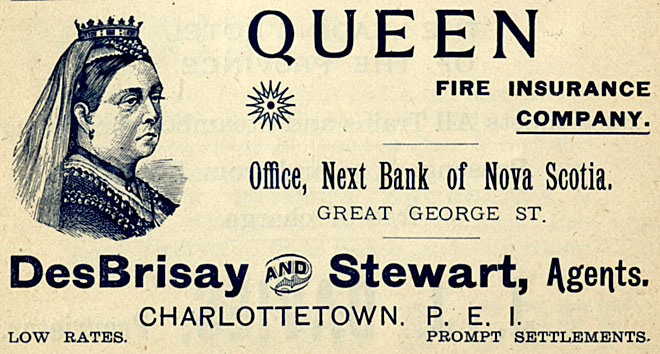 QUEEN
FIRE INSURANCE
COMPANY.
Office, Next Bank of Nova Scotia.
GREAT GEORGE ST.
DesBrisay AND Stewart, Agents.
CHARLOTTETOWN. P. E. I.
LOW RATES. PROMPT SETTLEMENTS.